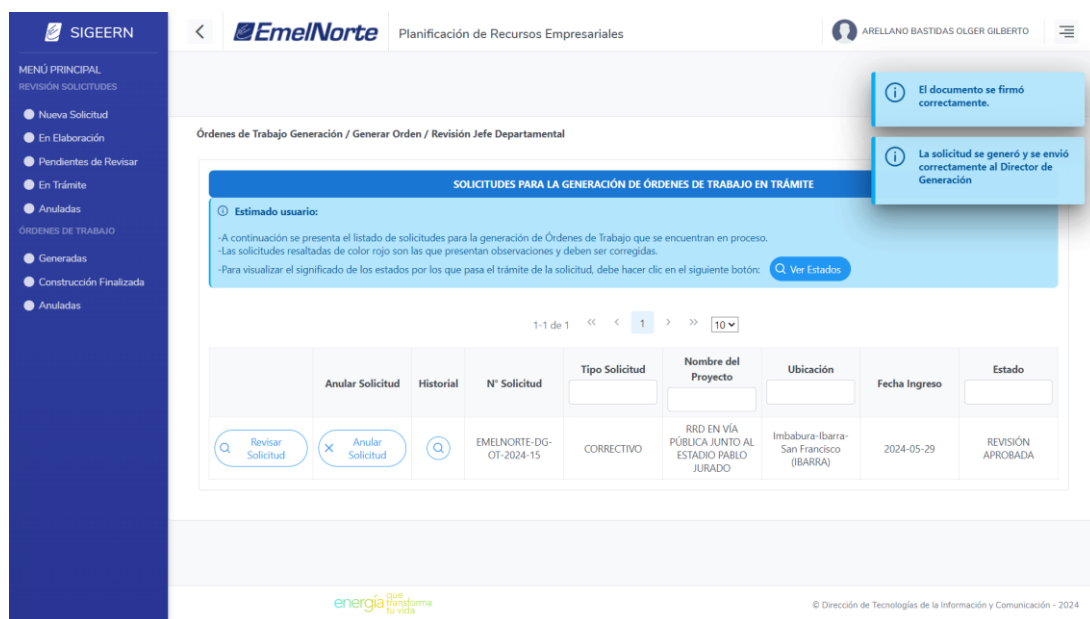 SIGEERN
EmelNorte
Planificación de Recursos Empresariales
ARELLANO BASTIDAS OLGER GILBERTO
MENÚ PRINCIPAL
REVISIÓN SOLICITUDES
Nueva Solicitud
En Elaboración
Pendientes de Revisar
En Trámite
Anuladas
ÓRDENES DE TRABAJO
Generadas
Construcción Finalizada
Anuladas
El documento se firmó
correctamente.
La solicitud se generó y se envió
correctamente al Director de
Generación
Órdenes de Trabajo Generación / Generar Orden / Revisión Jefe Departamental
SOLICITUDES PARA LA GENERACIÓN DE ÓRDENES DE TRABAJO EN TRÁMITE
Estimado usuario:
-A continuación se presenta el listado de solicitudes para la generación de Órdenes de Trabajo que se encuentran en proceso.
-Las solicitudes resaltadas de color rojo son las que presentan observaciones y deben ser corregidas.
-Para visualizar el significado de los estados por los que pasa el trámite de la solicitud, debe hacer clic en el siguiente botón:
Ver Estados
1-1 de 1 << < 1 > >> 10
Anular Solicitud
Historial
N° Solicitud
Tipo Solicitud
Nombre del
Proyecto
Ubicación
Fecha Ingreso
Estado
Revisar
Solicitud
Anular
Solicitud
EMELNORTE-DG-
OT-2024-15
CORRECTIVO
RRD EN VÍA
PÚBLICA JUNTO AL
ESTADIO PABLO
JURADO
Imbabura-Ibarra-
San Francisco
(IBARRA)
2024-05-29
REVISIÓN
APROBADA
energía que
transforma
tu vida
© Dirección de Tecnologías de la Información y Comunicación - 2024